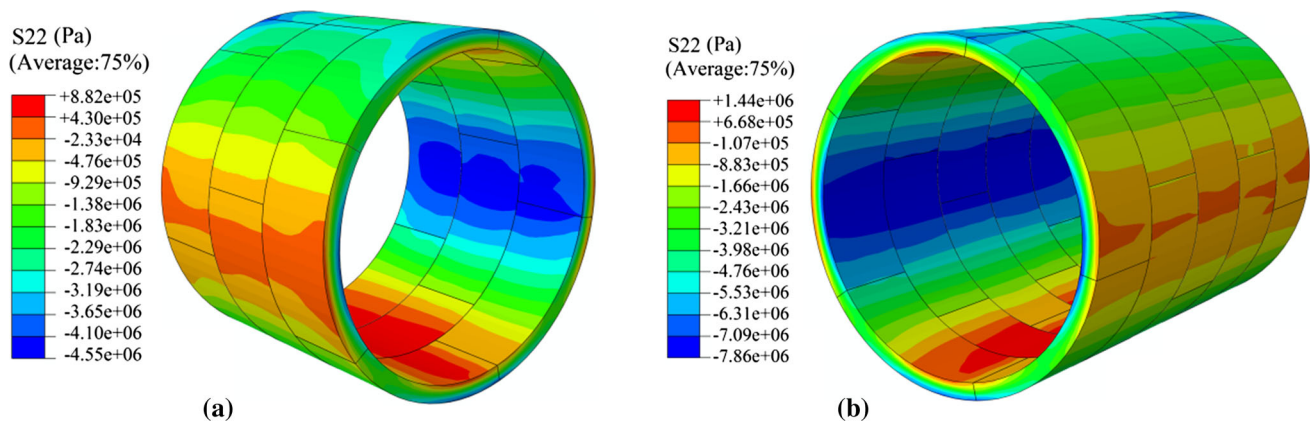 S22 (Pa)
(Average:75%)
+8.82e+05
+4.30e+05
-2.33e+04
-4.76e+05
-9.29e+05
-1.38e+06
-1.83e+06
-2.29e+06
-2.74e+06
-3.19e+06
-3.65e+06
-4.10e+06
-4.55e+06
(a)
S22 (Pa)
(Average:75%)
+1.44e+06
+6.68e+05
-1.07e+05
-8.83e+05
-1.66e+06
-2.43e+06
-3.21e+06
-3.98e+06
-4.76e+06
-5.53e+06
-6.31e+06
-7.09e+06
-7.86e+06
(b)